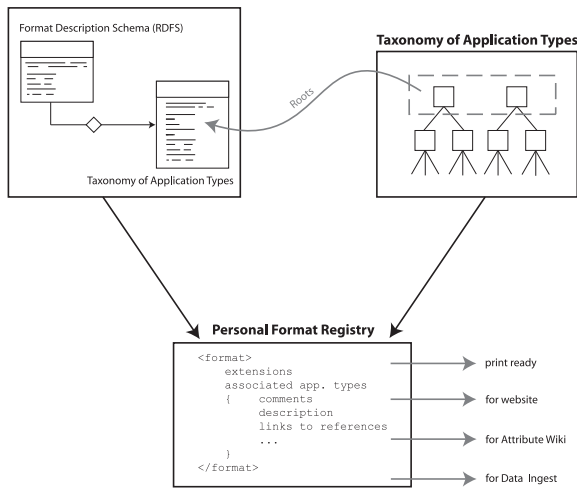 Format Description Schema (RDFS)
Taxonomy of Application Types
Roots
Taxonomy of Application Types
Personal Format Registry
<format>
extensions
associated app. types
{ comments
description
links to references
...
}
</format>
print ready
for website
for Attribute Wiki
for Data Ingest